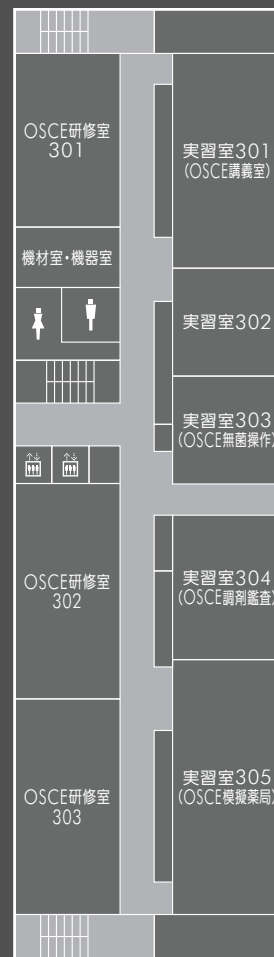 OSCE研修室
301
実習室301
(OSCE講義室)
機材室・機器室
実習室302
実習室303
(OSCE無菌操作)
OSCE研修室
302
実習室304
(OSCE調剤鑑査)
OSCE研修室
303
実習室305
(OSCE模擬薬局)